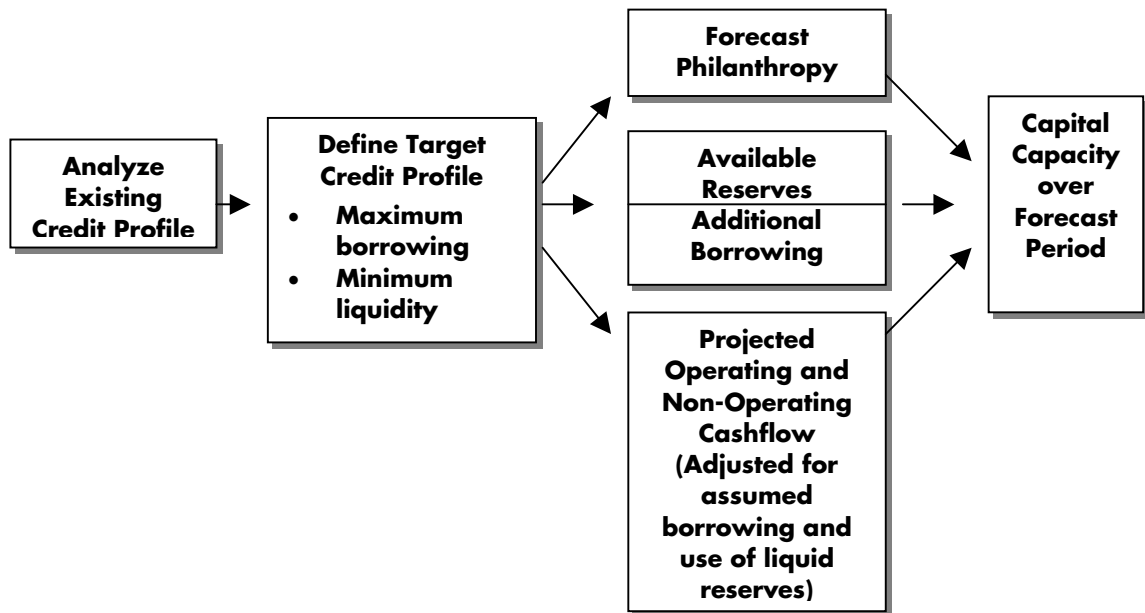 Analyze
Existing
Credit Profile
Define Target
Credit Profile
• Maximum
borrowing
• Minimum
liquidity
Forecast
Philanthropy
Available
Reserves
Additional
Borrowing
Projected
Operating and
Non-Operating
Cashflow
(Adjusted for
assumed
borrowing and
use of liquid
reserves)
Capital
Capacity
over
Forecast
Period